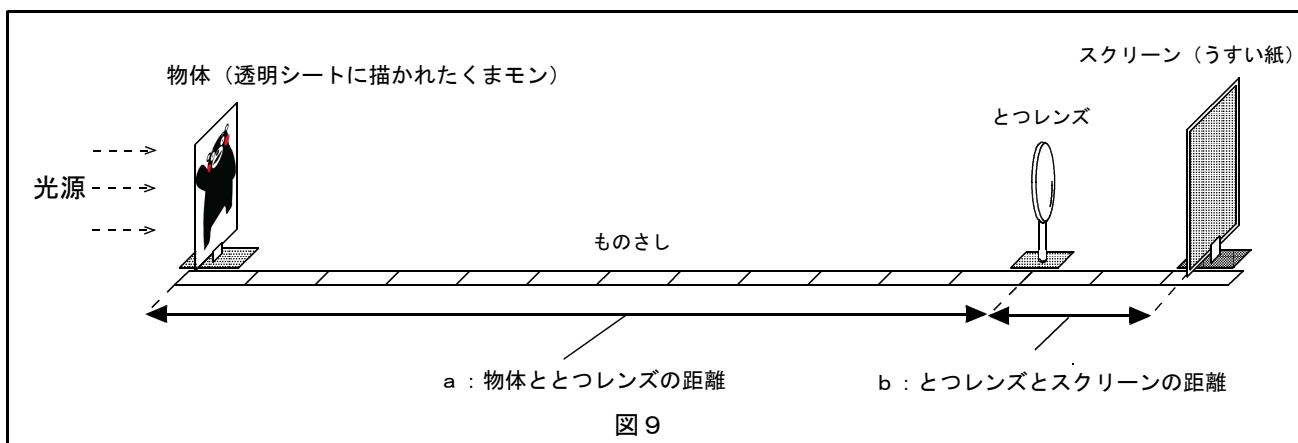 スクリーン（うすい紙）
物体（透明シートに描かれたくまモン）
とつレンズ
光源
ものさし
a：物体ととつレンズの距離
b：とつレンズとスクリーンの距離
図９